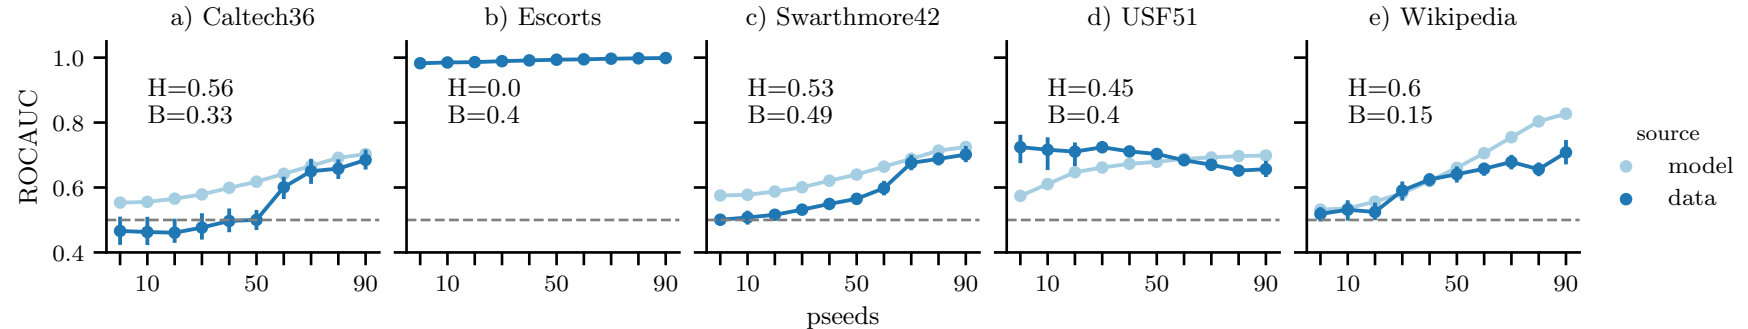 a) Caltech36
b) Escorts
c) Swarthmore42
d) USF51
e) Wikipedia
ROCAUC
1.0
0.8
0.6
0.4
H=0.56
B=0.33
H=0.0
B=0.4
H=0.53
B=0.49
H=0.45
B=0.4
H=0.6
B=0.15
source
model
data
10 50 90
10 50 90
10 50 90
10 50 90
10 50 90
pseeds